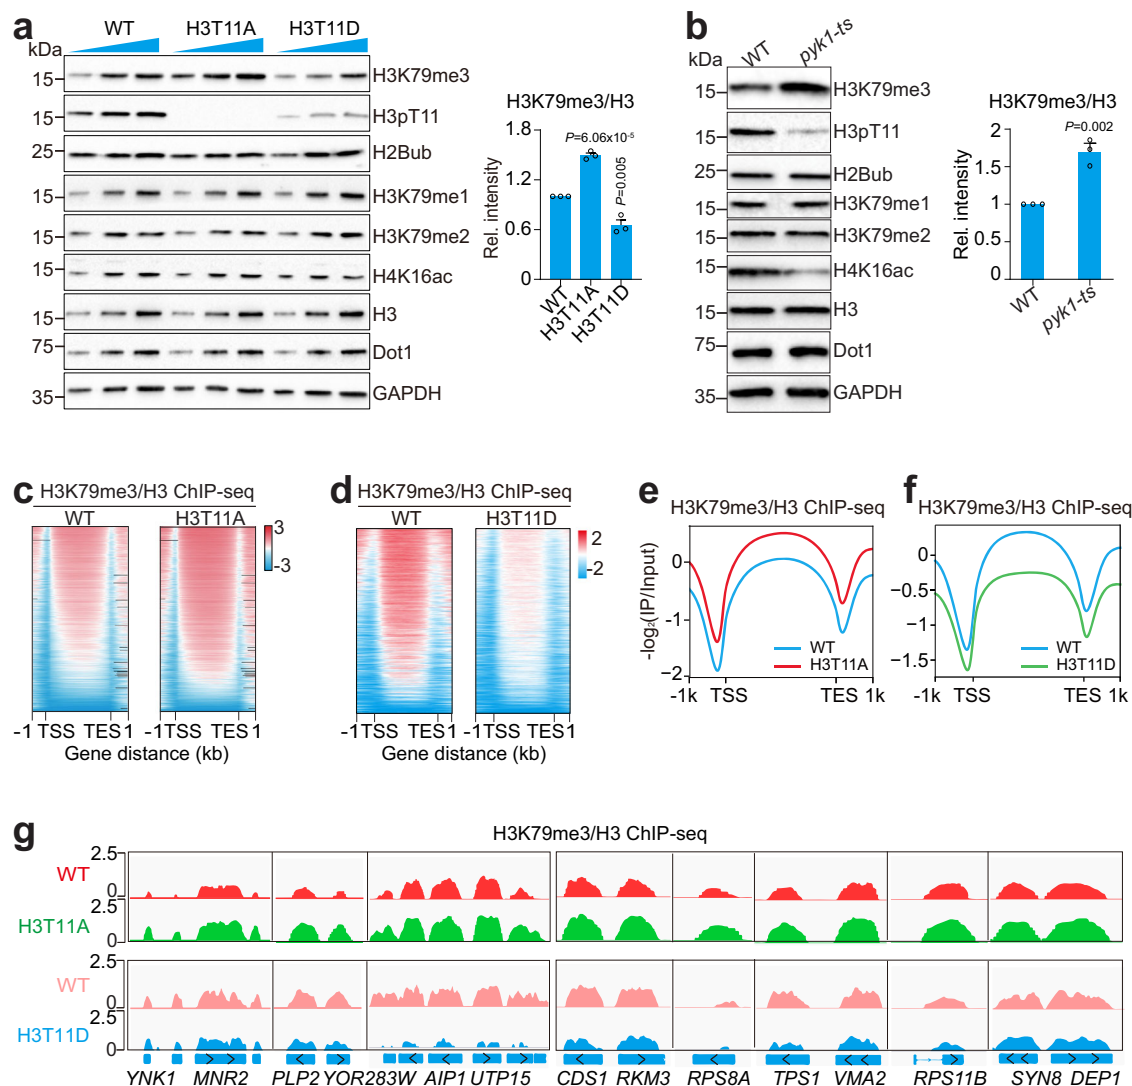 a
WT H3T11A H3T11D
kDa
15 H3K79me3
15 H3pT11
25 H2Bub
15 H3K79me1
15 H3K79me2
15 H4K16ac
15 H3
75 Dot1
35 GAPDH
H3K79me3/H3
Rel. intensity
1.8
1.2
0.6
0
P=6.06x10-5
P=0.005
WT
H3T11A
H3T11D
b
WT pyk1-ts
kDa
15 H3K79me3
15 H3pT11
25 H2Bub
15 H3K79me1
15 H3K79me2
15 H4K16ac
15 H3
75 Dot1
35 GAPDH
H3K79me3/H3
Rel. intensity
2
1.5
1
0.5
0
P=0.002
WT
pyk1-ts
c
H3K79me3/H3 ChIP-seq
WT H3T11A
3
-3
-1 TSS TES 1 -1 TSS TES 1
Gene distance (kb)
d
H3K79me3/H3 ChIP-seq
WT H3T11D
2
-2
-1 TSS TES 1 -1 TSS TES 1
Gene distance (kb)
e
H3K79me3/H3 ChIP-seq
-log2(IP/Input)
0
-1
-2
WT
H3T11A
-1k TSS TES 1k
f
H3K79me3/H3 ChIP-seq
0
-0.5
-1.0
-1.5
WT
H3T11D
-1k TSS TES 1k
g
H3K79me3/H3 ChIP-seq
2.5
WT
0
2.5
H3T11A
0
2.5
WT
0
2.5
H3T11D
0
YNK1 MNR2 PLP2 YOR283W AIP1 UTP15 CDS1 RKM3 RPS8A TPS1 VMA2 RPS11B SYN8 DEP1